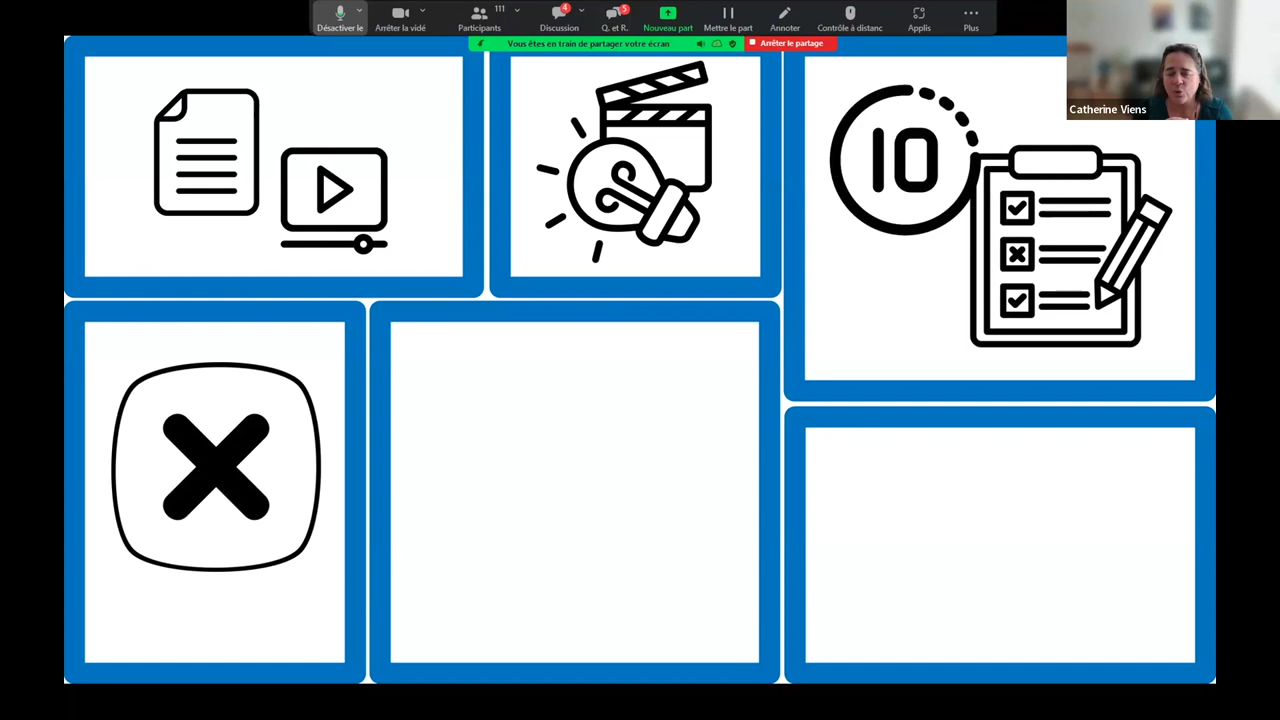 111
4
5
Désactiver le
Arrêter la vidé
Participants
Discussion
Q. et R.
Nouveau part
Mettre le part
Annoter
Contrôle à distanc
Applis
Plus
Vous êtes en train de partager votre écran
Arrêter le partage
Catherine Viens
10